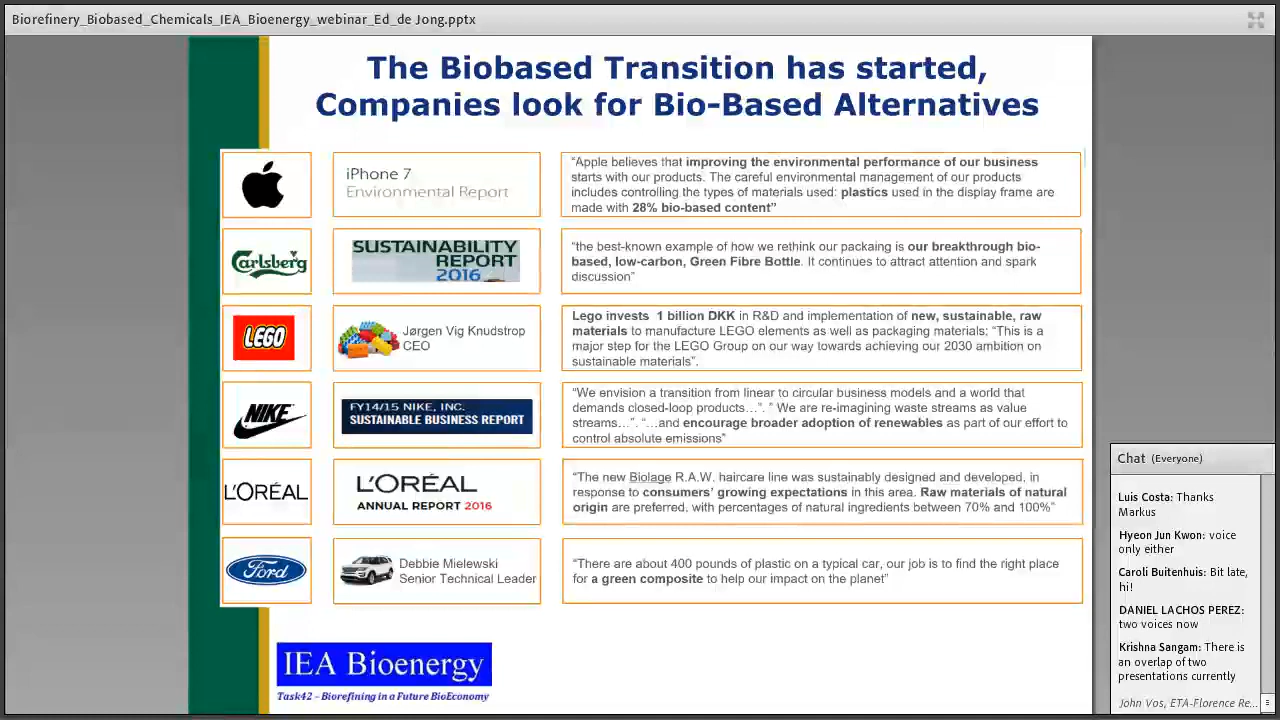 Biorefinery_Biobased_Chemicals_IEA_Bioenergy_webinar_Ed_de Jong.pptx
The Biobased Transition has started,
Companies look for Bio-Based Alternatives
iPhone 7
Environmental Report
“Apple believes that improving the environmental performance of our business
starts with our products. The careful environmental management of our products
includes controlling the types of materials used: plastics used in the display frame are
made with 28% bio-based content”
Carlsberg
SUSTAINABILITY
REPORT
2016
“the best-known example of how we rethink our packaing is our breakthrough bio-
based, low-carbon, Green Fibre Bottle. It continues to attract attention and spark
discussion”
LEGO
Jørgen Vig Knudstrop
CEO
Lego invests 1 billion DKK in R&D and implementation of new, sustainable, raw
materials to manufacture LEGO elements as well as packaging materials; “This is a
major step for the LEGO Group on our way towards achieving our 2030 ambition on
sustainable materials”.
NIKE
FY14/15 NIKE, INC.
SUSTAINABLE BUSINESS REPORT
“We envision a transition from linear to circular business models and a world that
demands closed-loop products…”. “ We are re-imagining waste streams as value
streams…”. “…and encourage broader adoption of renewables as part of our effort to
control absolute emissions”
L'ORÉAL
L'ORÉAL
ANNUAL REPORT 2016
“The new Biolage R.A.W. haircare line was sustainably designed and developed, in
response to consumers’ growing expectations in this area. Raw materials of natural
origin are preferred, with percentages of natural ingredients between 70% and 100%”
Ford
Debbie Mielewski
Senior Technical Leader
“There are about 400 pounds of plastic on a typical car, our job is to find the right place
for a green composite to help our impact on the planet”
IEA Bioenergy
Task42 – Biorefining in a Future BioEconomy
Chat (Everyone)
Luis Costa: Thanks
Markus
Hyeon Jun Kwon: voice
only either
Caroli Buitenhuis: Bit late,
hi!
DANIEL LACHOS PEREZ:
two voices now
Krishna Sangam: There is
an overlap of two
presentations currently
John Vos, ETA-Florence Re...